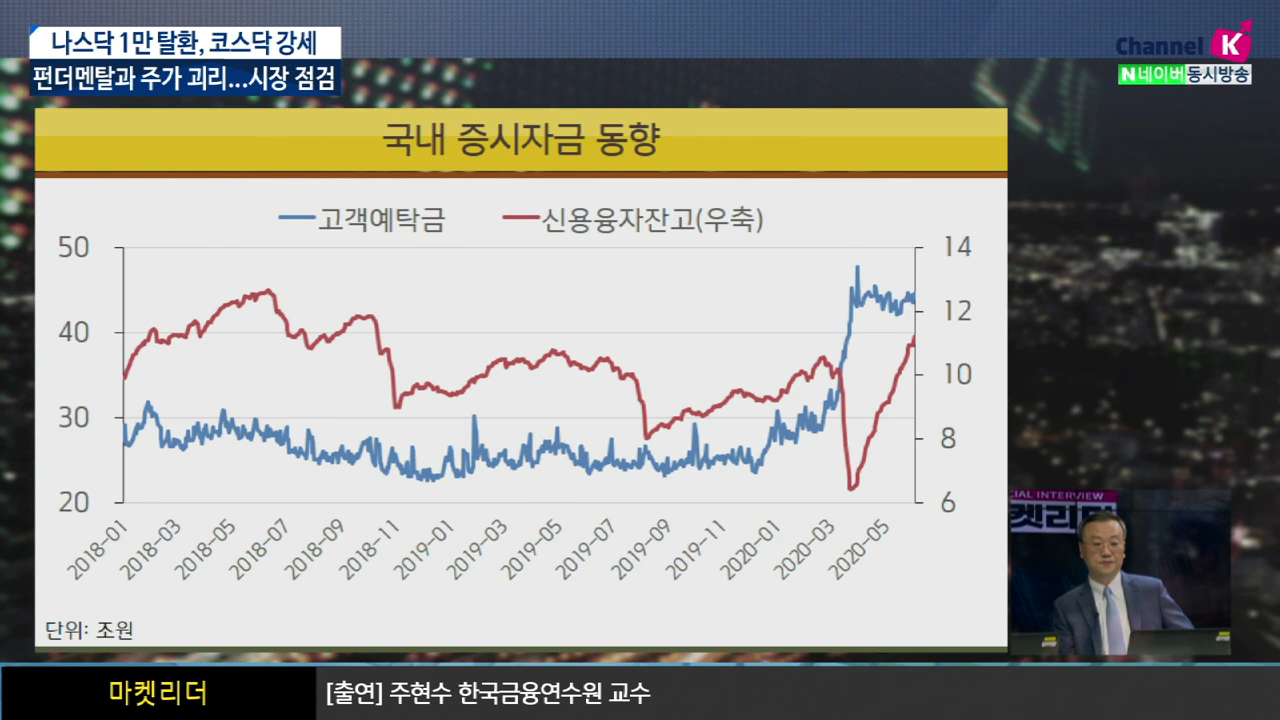 나스닥 1만 탈환, 코스닥 강세
펀더멘탈과 주가 괴리...시장 점검
Channel K
N 네이버 동시방송
국내 증시자금 동향
고객예탁금 신용융자잔고(우축)
50 14
12
40
10
30
8
20 6
2018-01 2018-03 2018-05 2018-07 2018-09 2018-11 2019-01 2019-03 2019-05 2019-07 2019-09 2019-11 2020-01 2020-03 2020-05
단위: 조원
CIAL INTERVIEW
켓리더
마켓리더
[출연] 주현수 한국금융연수원 교수